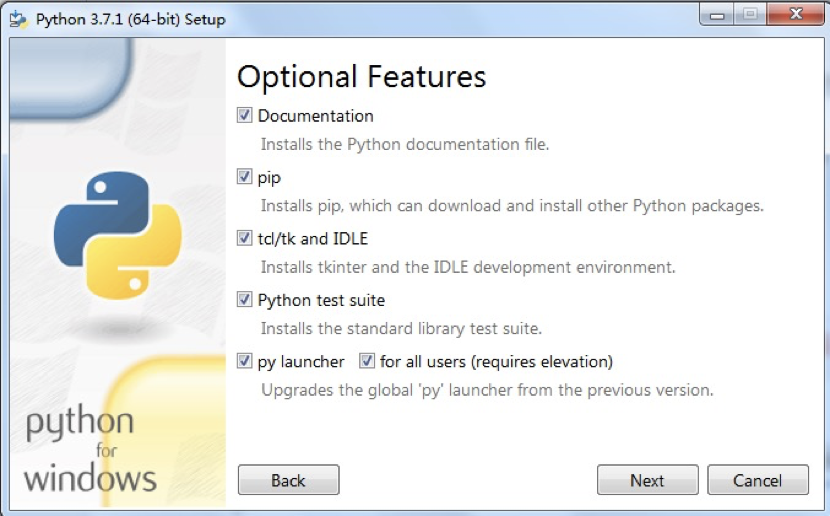 Python 3.7.1 (64-bit) Setup
Optional Features
Documentation
Installs the Python documentation file.
pip
Installs pip, which can download and install other Python packages.
tcl/tk and IDLE
Installs tkinter and the IDLE development environment.
Python test suite
Installs the standard library test suite.
py launcher for all users (requires elevation)
Upgrades the global 'py' launcher from the previous version.
python
for
windows
Back Next Cancel